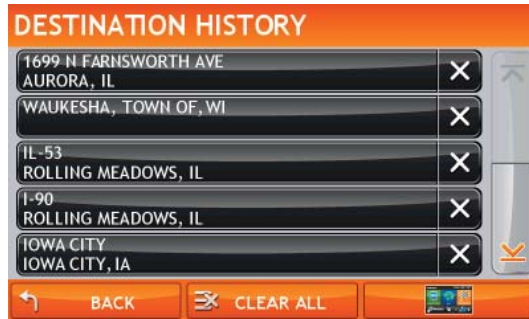 DESTINATION HISTORY
1699 N FARNSWORTH AVE
AURORA, IL
WAUKESHA, TOWN OF, WI
IL-53
ROLLING MEADOWS, IL
I-90
ROLLING MEADOWS, IL
IOWA CITY
IOWA CITY, IA
BACK
CLEAR ALL